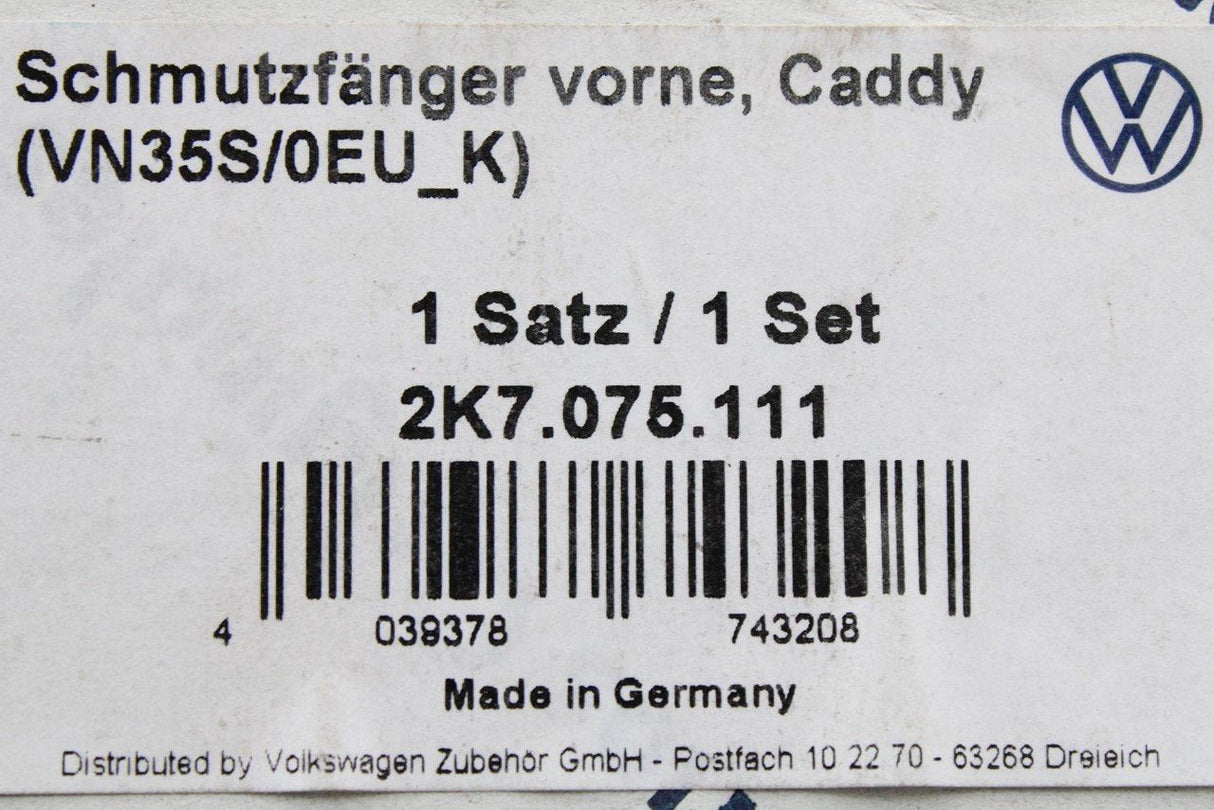 Schmutzfänger vorne, Caddy
(VN35S/0EU_K)
1 Satz / 1 Set
2K7.075.111
4 039378 743208
Made in Germany
Distributed by Volkswagen Zubehör GmbH - Postfach 10 22 70 - 63268 Dreieich